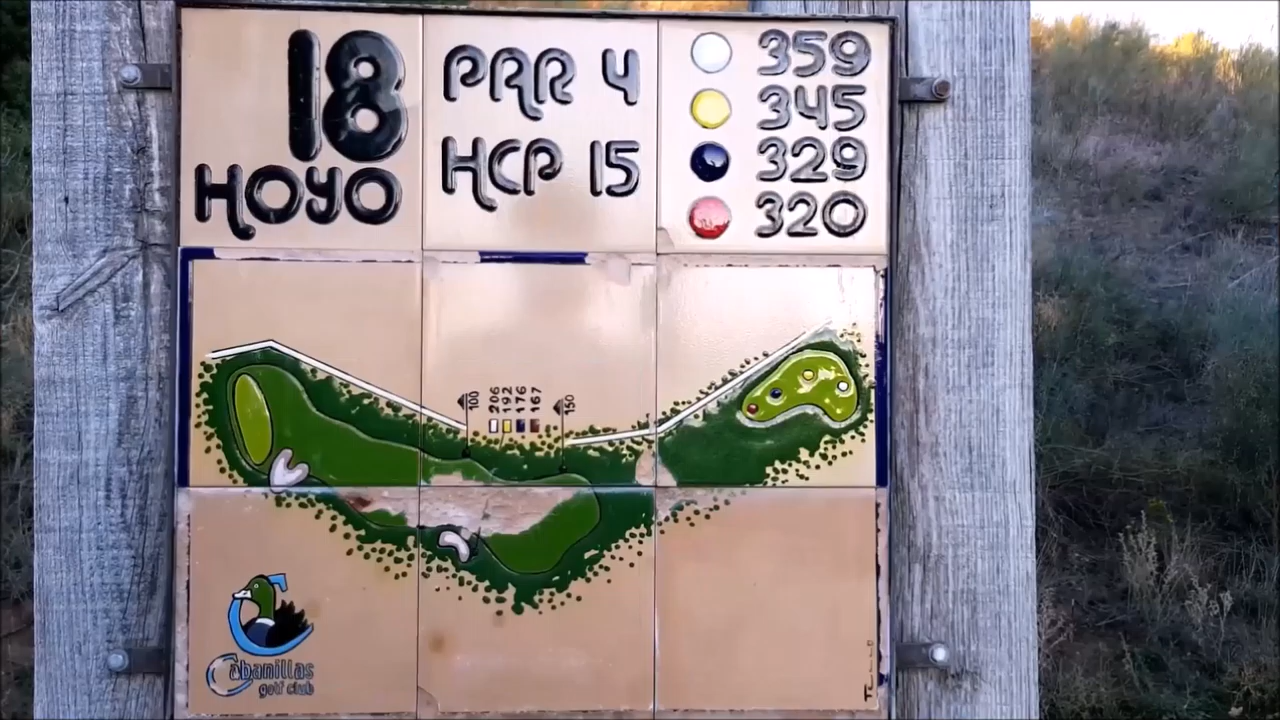 18
HOYO
PAR 4
HCP 15
359
345
329
320
100
206
192
176
167
150
Cabanillas
golf club